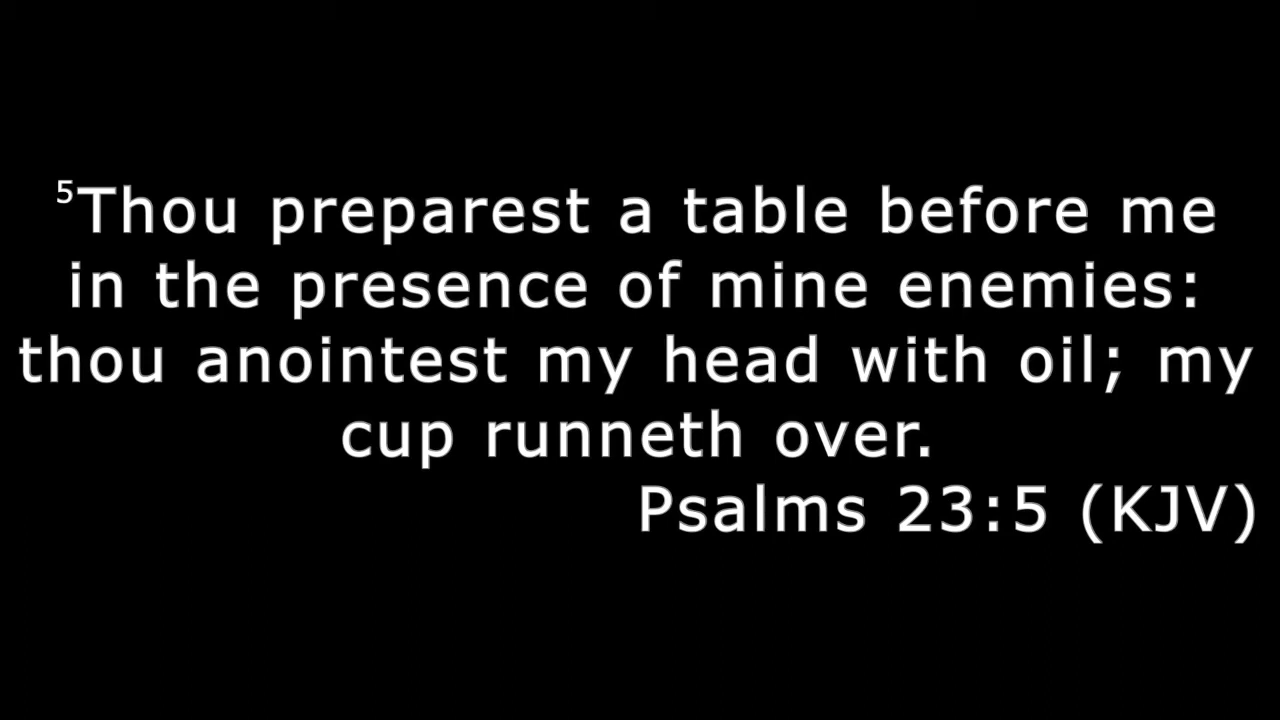 ⁵Thou preparest a table before me
in the presence of mine enemies:
thou anointest my head with oil; my
cup runneth over.
Psalms 23:5 (KJV)